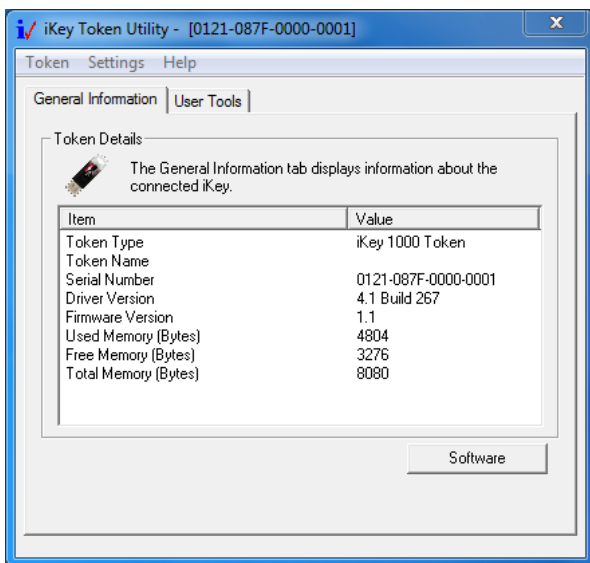 iKey Token Utility - [0121-087F-0000-0001]
Token Settings Help
General Information User Tools
Token Details
The General Information tab displays information about the
connected iKey.
Item Value
Token Type iKey 1000 Token
Token Name
Serial Number 0121-087F-0000-0001
Driver Version 4.1 Build 267
Firmware Version 1.1
Used Memory (Bytes) 4804
Free Memory (Bytes) 3276
Total Memory (Bytes) 8080
Software